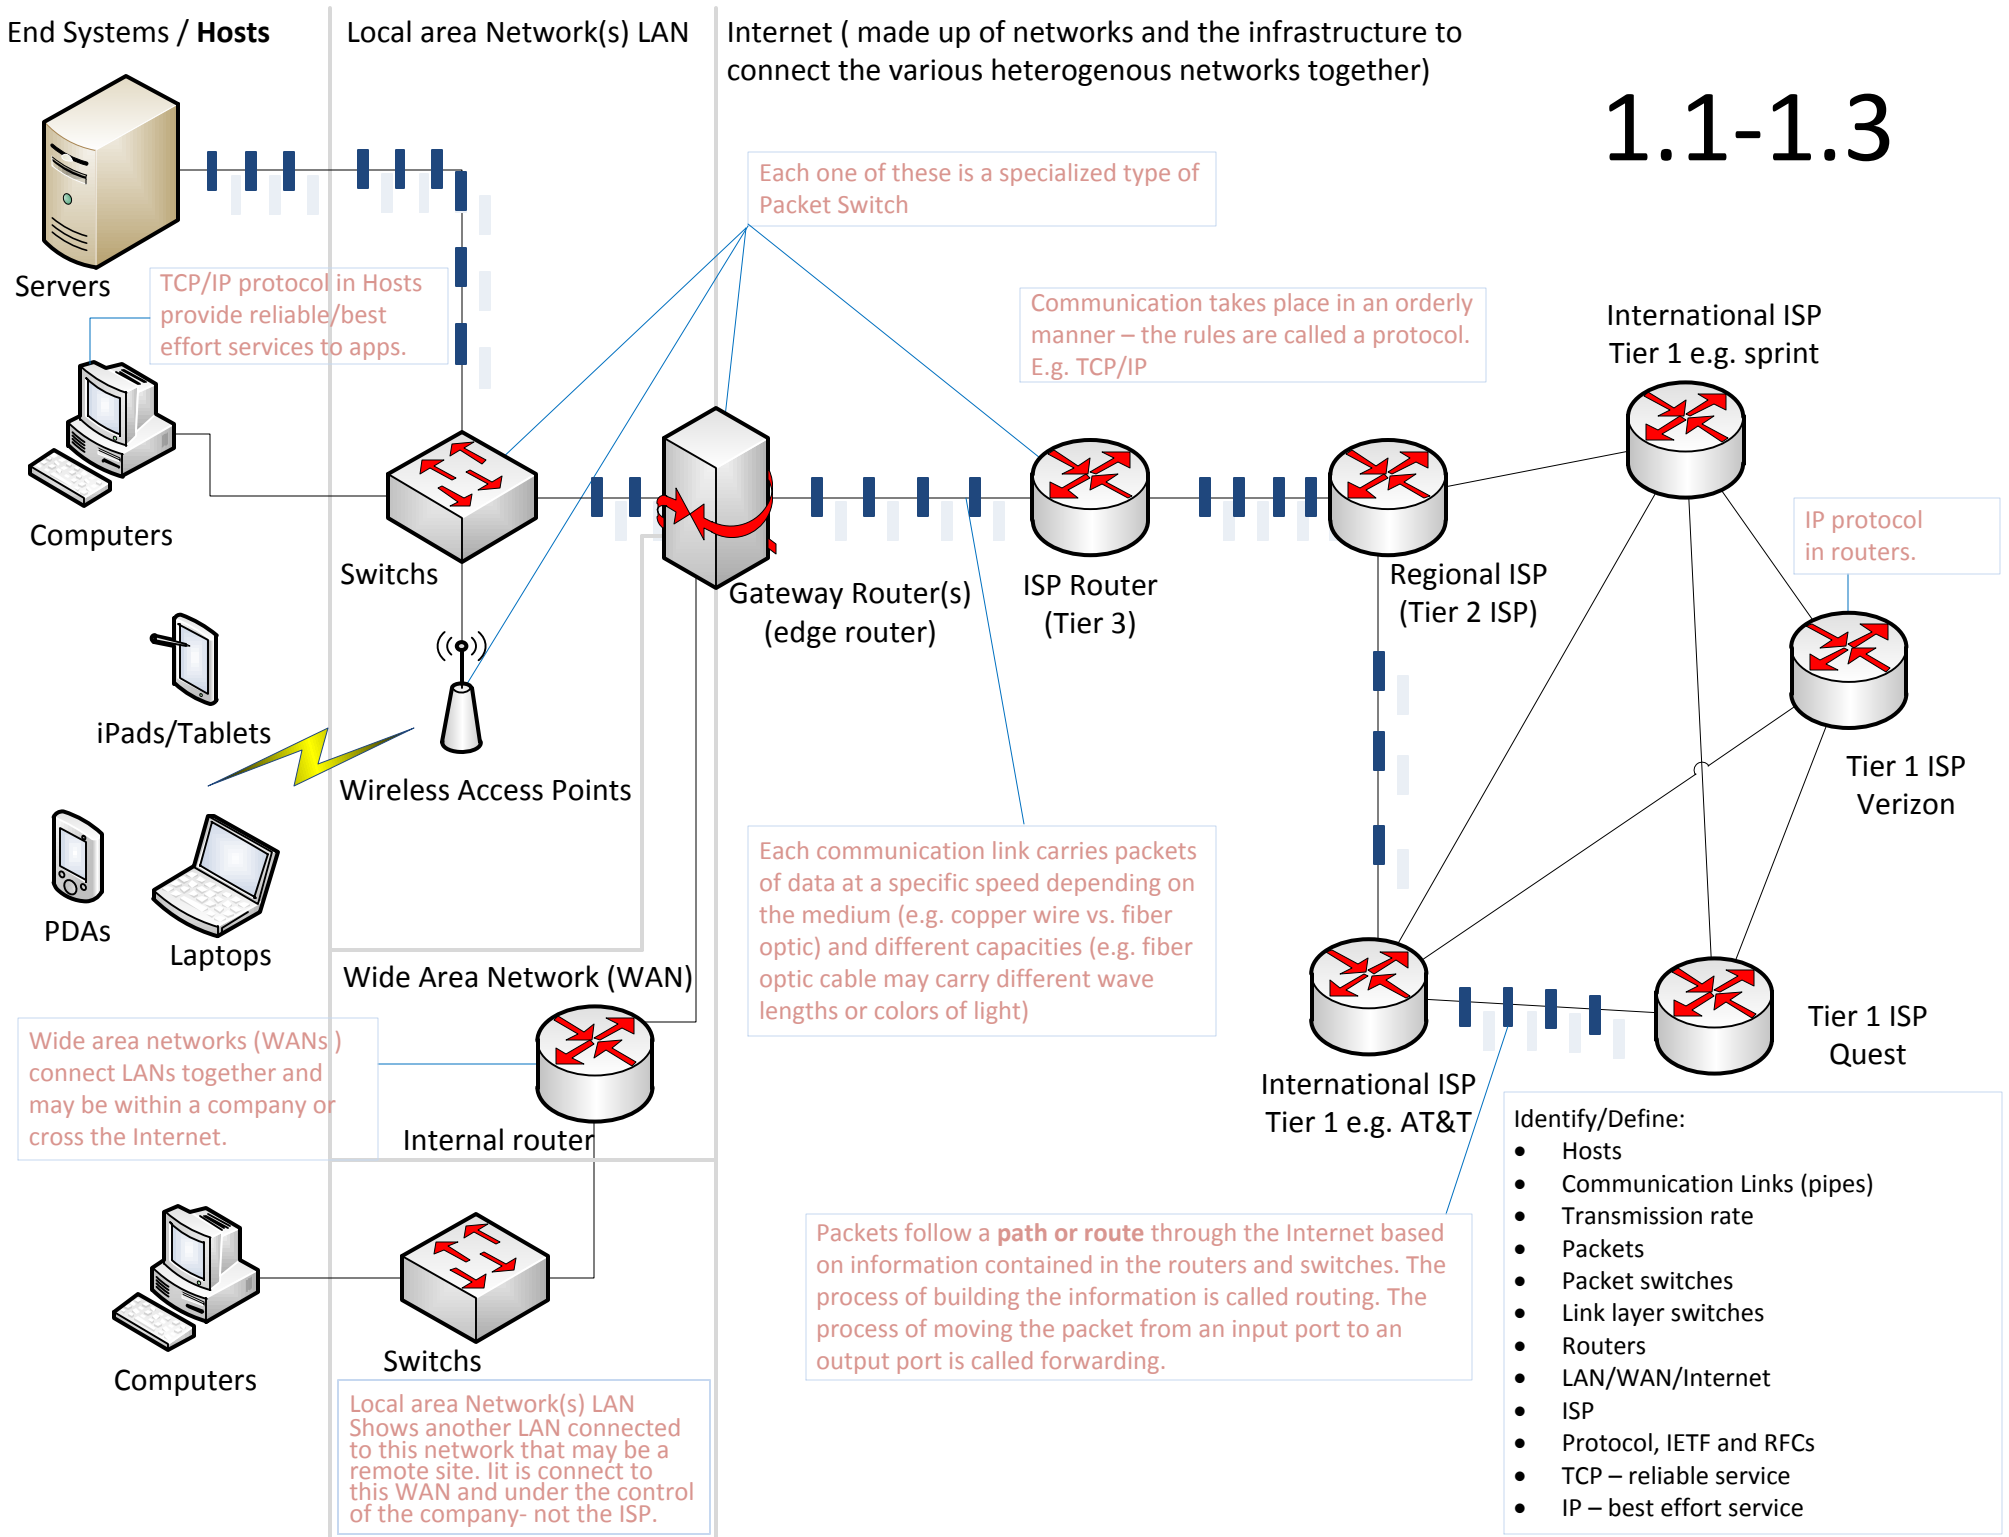 End Systems / Hosts
Local area Network(s) LAN
Internet ( made up of networks and the infrastructure to
connect the various heterogenous networks together)
1.1-1.3
Each one of these is a specialized type of
Packet Switch
Servers
TCP/IP protocol in Hosts
provide reliable/best
effort services to apps.
Communication takes place in an orderly
manner – the rules are called a protocol.
E.g. TCP/IP
International ISP
Tier 1 e.g. sprint
Computers
Switchs
Gateway Router(s)
(edge router)
ISP Router
(Tier 3)
Regional ISP
(Tier 2 ISP)
IP protocol
in routers.
iPads/Tablets
Wireless Access Points
Tier 1 ISP
Verizon
PDAs
Laptops
Each communication link carries packets
of data at a specific speed depending on
the medium (e.g. copper wire vs. fiber
optic) and different capacities (e.g. fiber
optic cable may carry different wave
lengths or colors of light)
Wide Area Network (WAN)
Wide area networks (WANs )
connect LANs together and
may be within a company or
cross the Internet.
Internal router
International ISP
Tier 1 e.g. AT&T
Tier 1 ISP
Quest
Identify/Define:
• Hosts
• Communication Links (pipes)
• Transmission rate
• Packets
• Packet switches
• Link layer switches
• Routers
• LAN/WAN/Internet
• ISP
• Protocol, IETF and RFCs
• TCP – reliable service
• IP – best effort service
Packets follow a path or route through the Internet based
on information contained in the routers and switches. The
process of building the information is called routing. The
process of moving the packet from an input port to an
output port is called forwarding.
Computers
Switchs
Local area Network(s) LAN
Shows another LAN connected
to this network that may be a
remote site. Iit is connect to
this WAN and under the control
of the company- not the ISP.